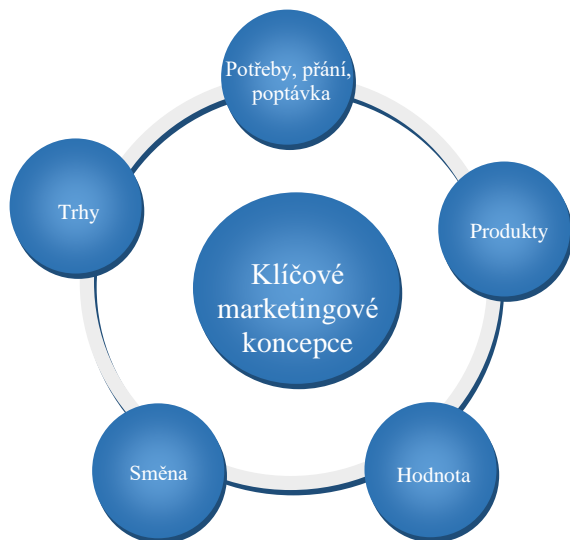 Potřeby, přání,
poptávka
Trhy
Produkty
Klíčové
marketingové
koncepce
Směna
Hodnota